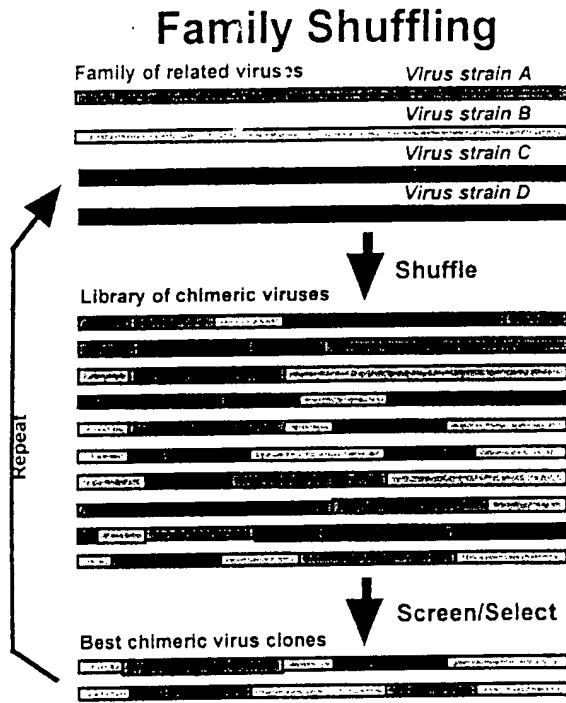 Family Shuffling
Family of related viruses
Virus strain A
Virus strain B
Virus strain C
Virus strain D
Shuffle
Library of chimeric viruses
Repeat
Screen/Select
Best chimeric virus clones